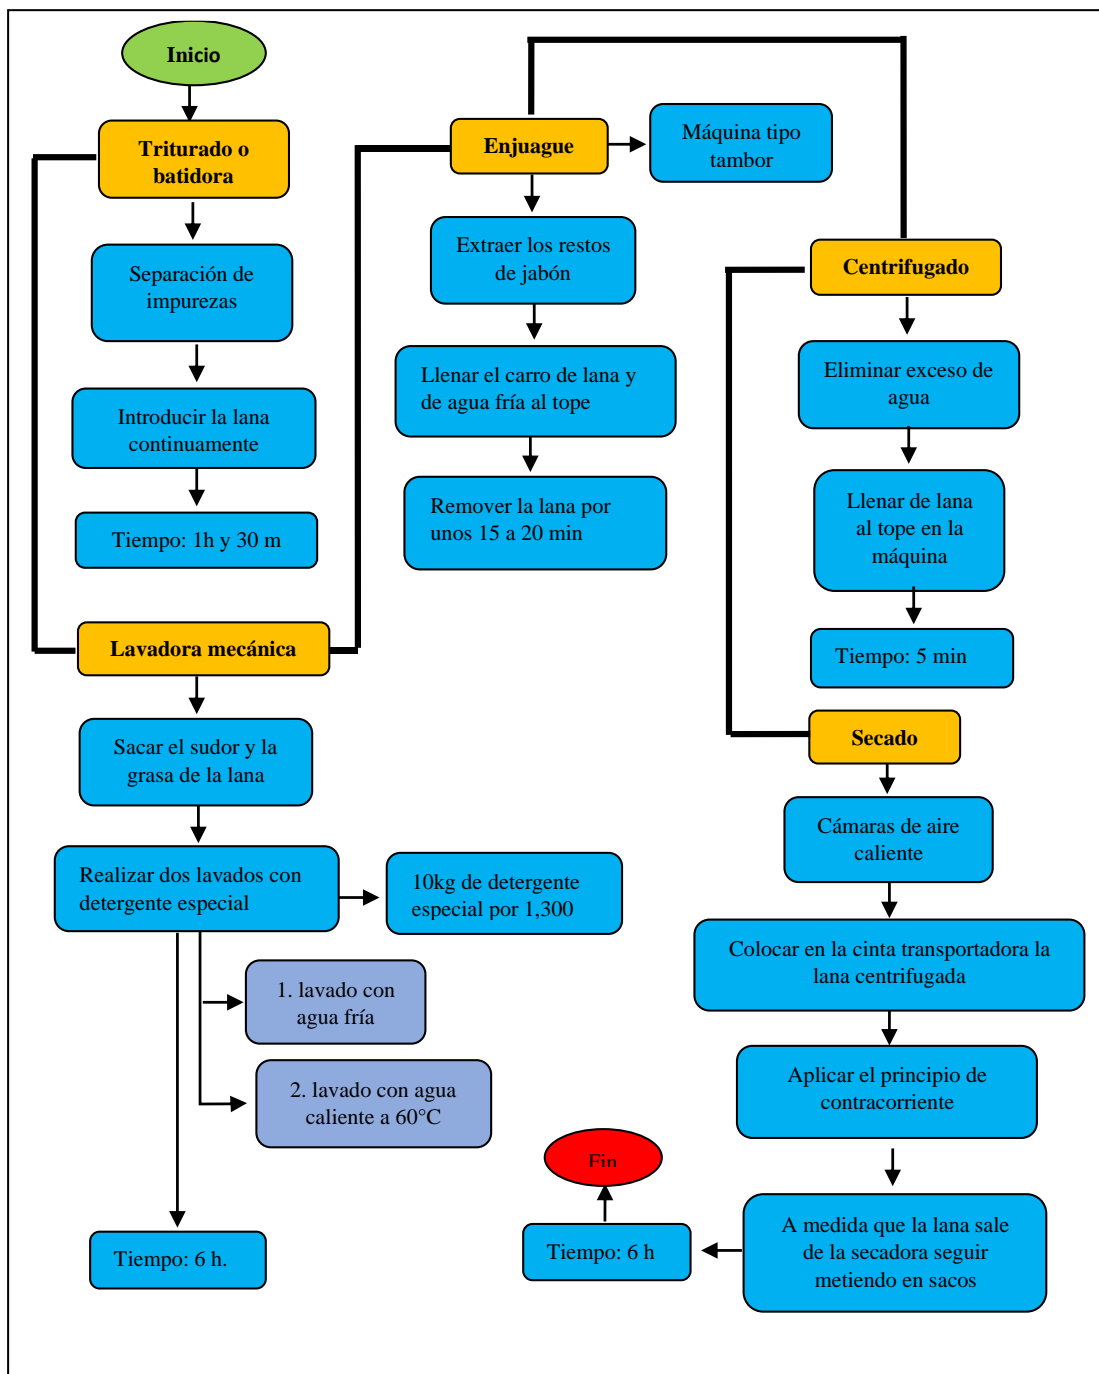 Inicio
Triturado o
batidora
Separación de
impurezas
Introducir la lana
continuamente
Tiempo: 1h y 30 m
Lavadora mecánica
Sacar el sudor y la
grasa de la lana
Realizar dos lavados con
detergente especial
10kg de detergente
especial por 1,300
1. lavado con
agua fría
2. lavado con agua
caliente a 60°C
Tiempo: 6 h.
Enjuague
Máquina tipo
tambor
Extraer los restos
de jabón
Llenar el carro de lana y
de agua fría al tope
Remover la lana por
unos 15 a 20 min
Centrifugado
Eliminar exceso de
agua
Llenar de lana
al tope en la
máquina
Tiempo: 5 min
Secado
Cámaras de aire
caliente
Colocar en la cinta transportadora la
lana centrifugada
Aplicar el principio de
contracorriente
A medida que la lana sale
de la secadora seguir
metiendo en sacos
Tiempo: 6 h
Fin